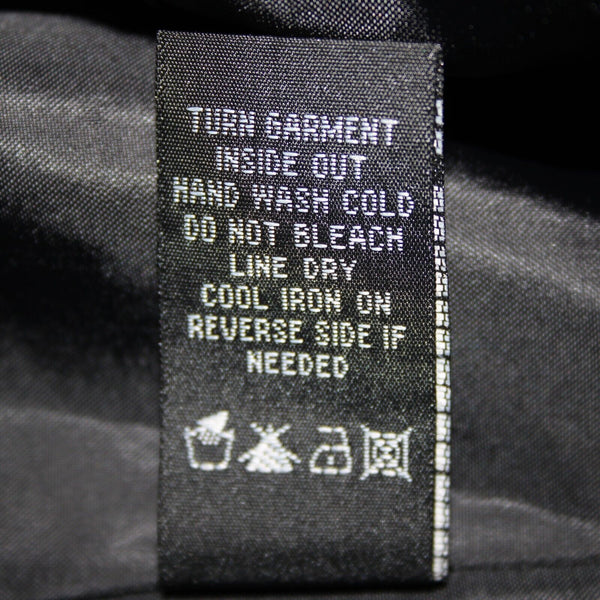 TURN GARMENT
INSIDE OUT
HAND WASH COLD
DO NOT BLEACH
LINE DRY
COOL IRON ON
REVERSE SIDE IF
NEEDED